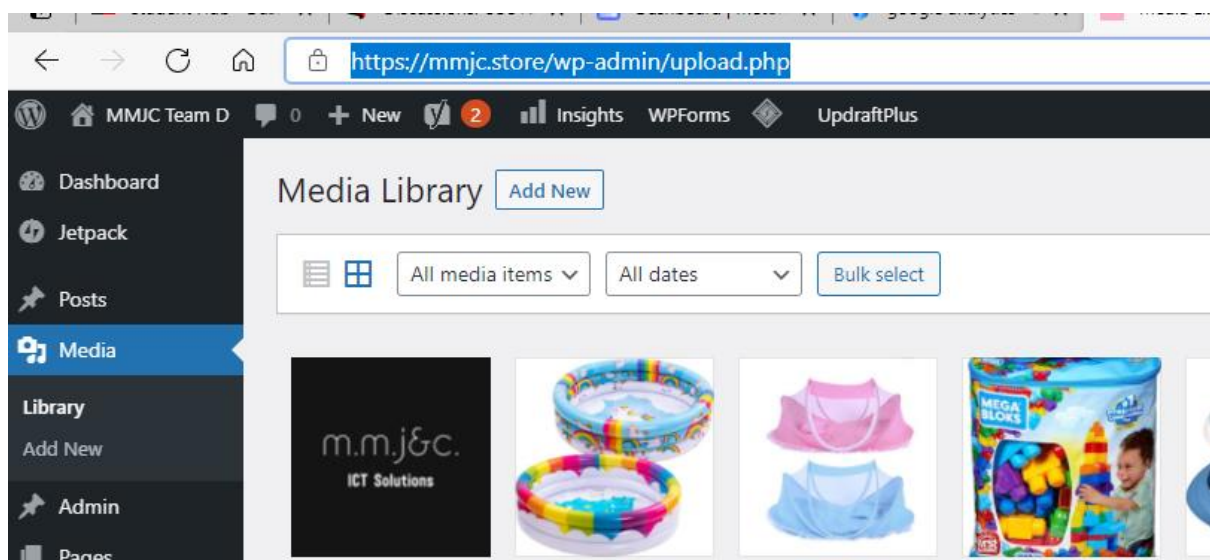 https://mmjc.store/wp-admin/upload.php
MMJC Team D 0 + New 2 Insights WPForms UpdraftPlus
Dashboard
Jetpack
Posts
Media
Library
Add New
Admin
Pages
Media Library Add New
All media items All dates Bulk select
m.m.j&c.
ICT Solutions
MEGA
BLOKS